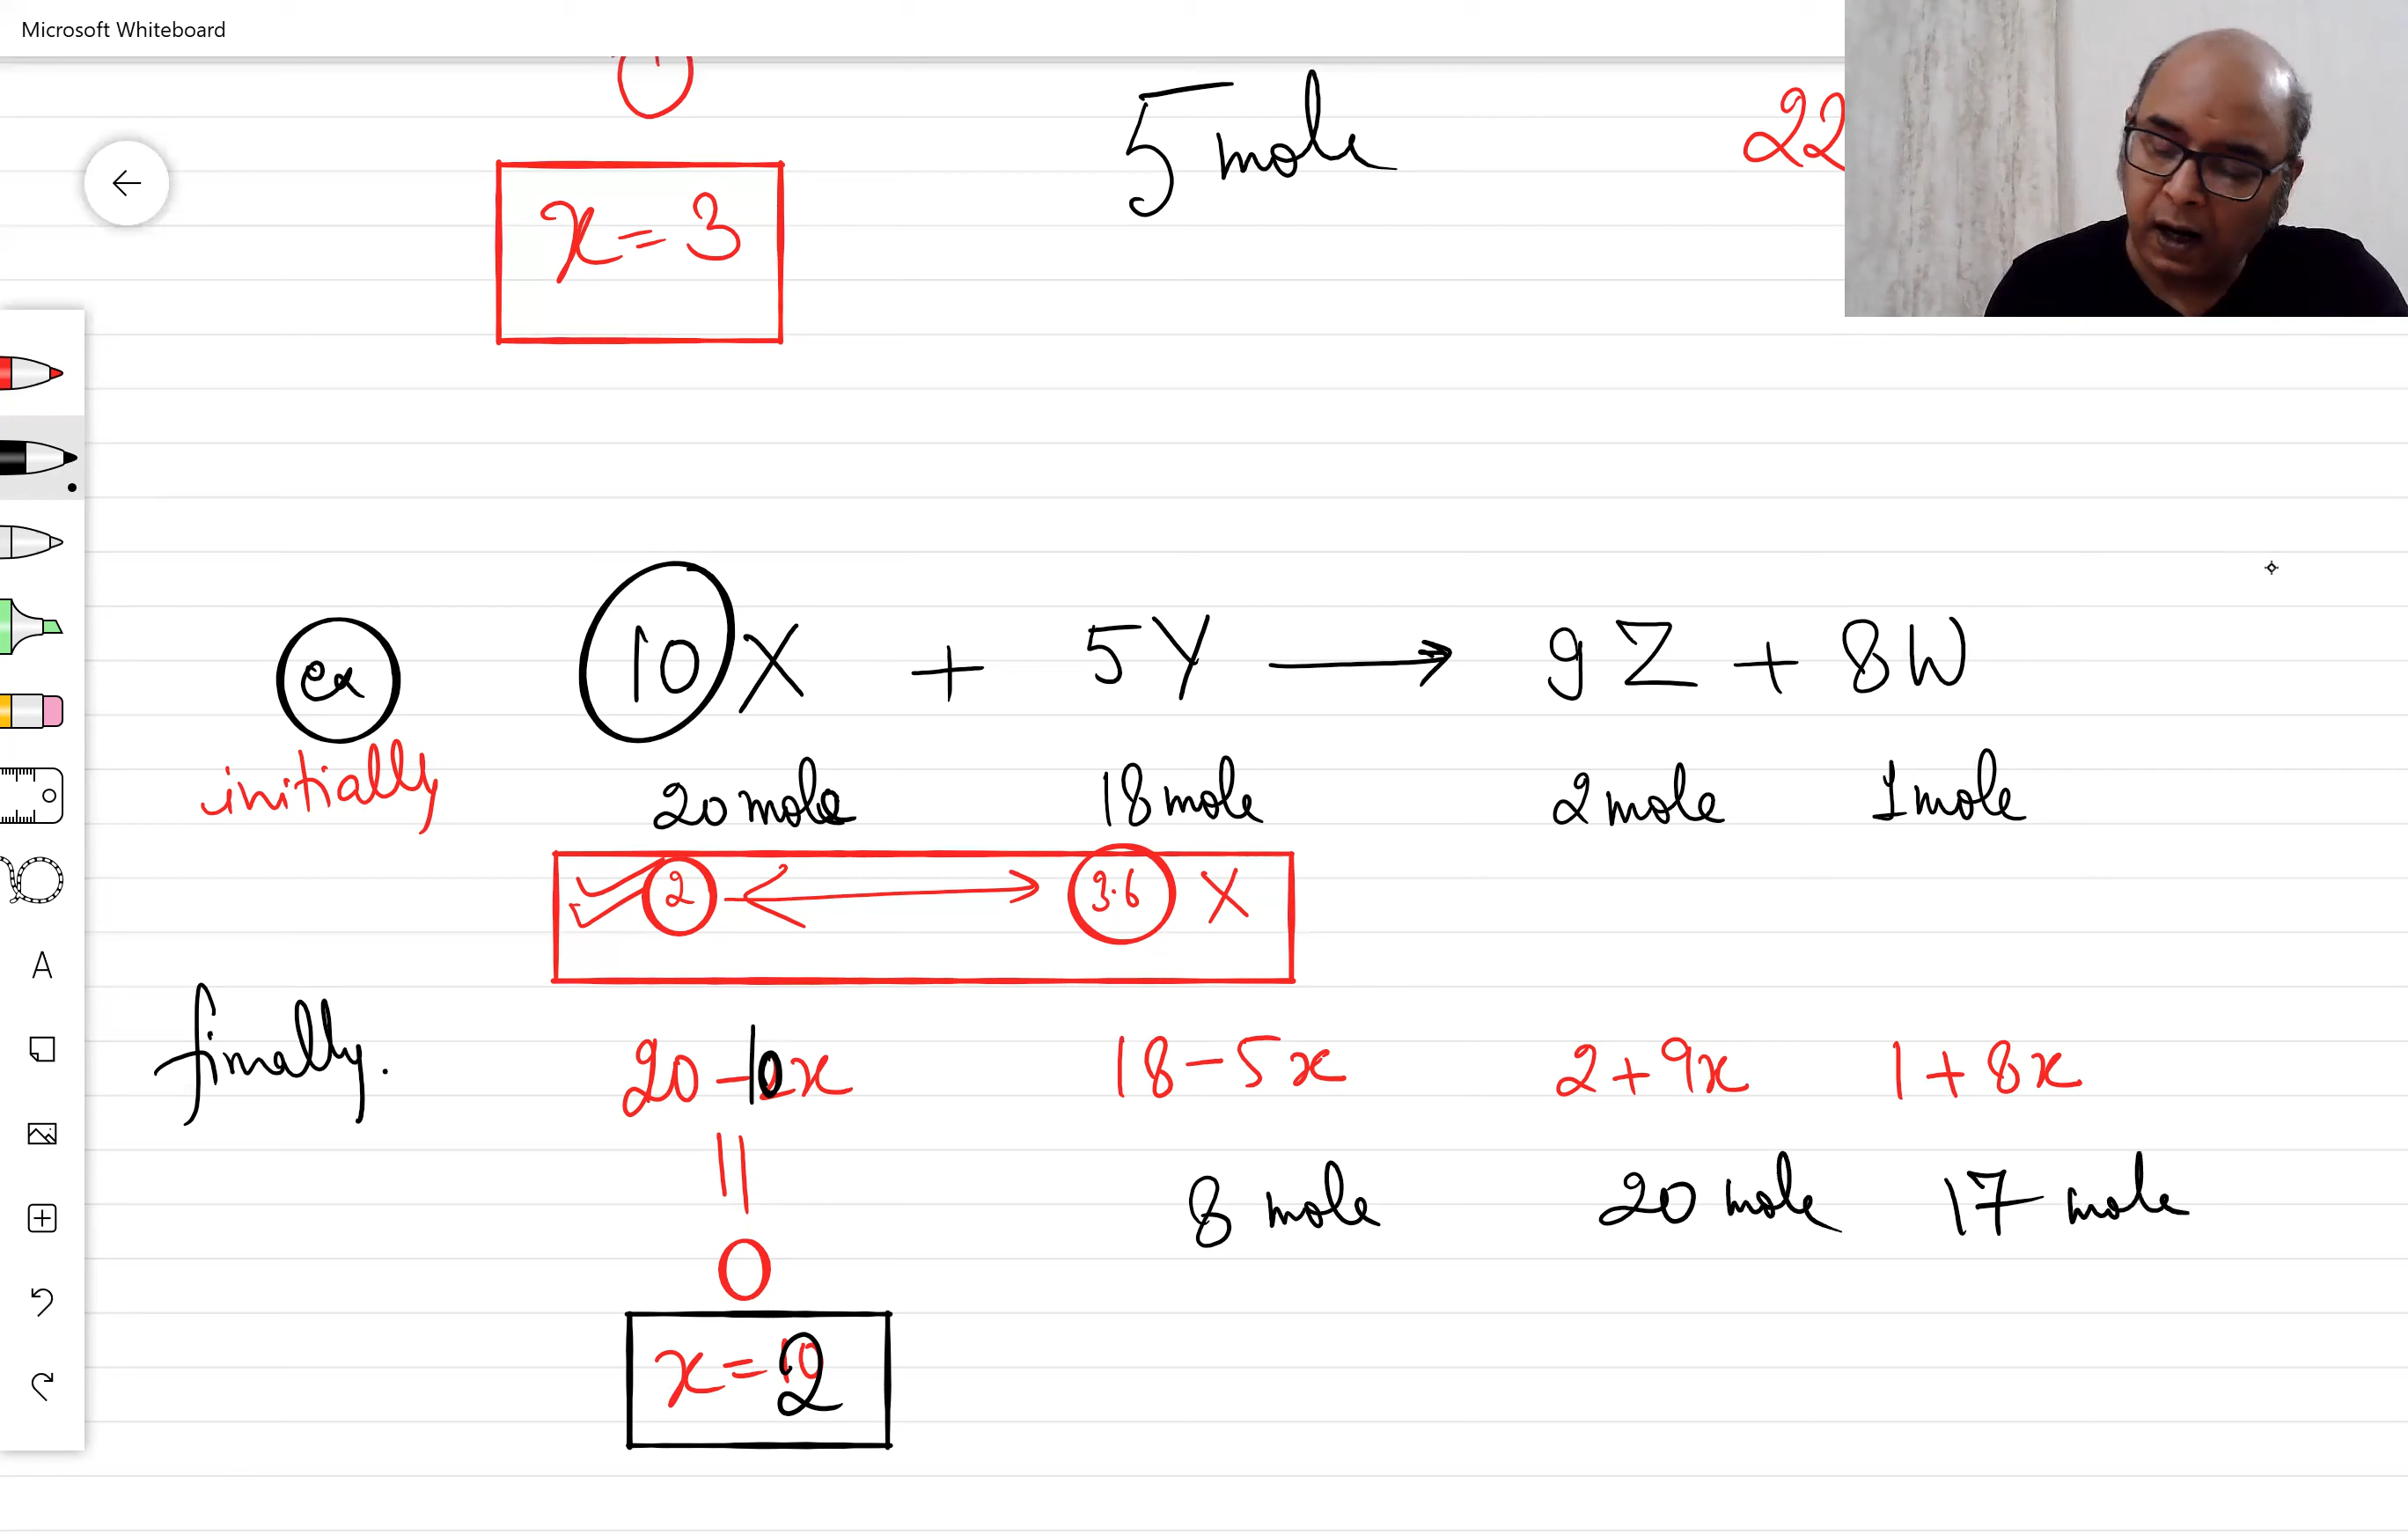 Microsoft Whiteboard
5 mole
22
x = 3
ex 10 X + 5Y → 9 Z + 8 W
initially 20 mole 18 mole 2 mole 1 mole
2 3.6 X
finally. 20 - 10x 18 - 5x 2 + 9x 1 + 8x
=
8 mole 20 mole 17 mole
0
x = 2
A